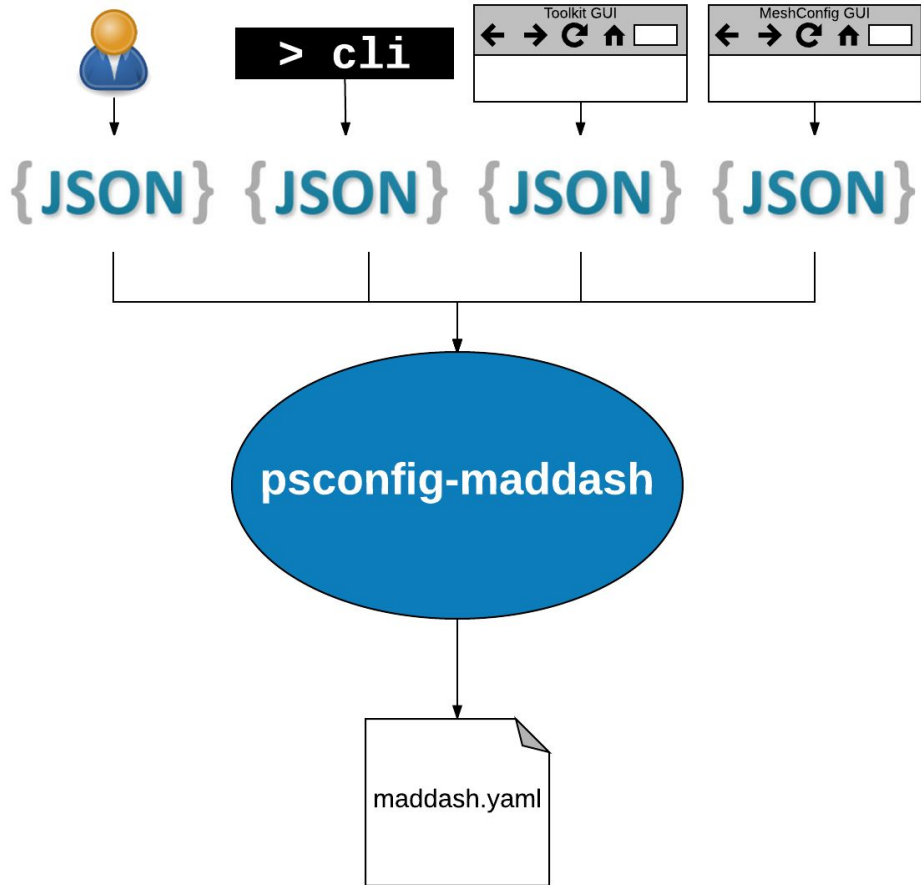 Toolkit GUI
MeshConfig GUI
> cli
{JSON} {JSON} {JSON} {JSON}
psconfig-maddash
maddash.yaml